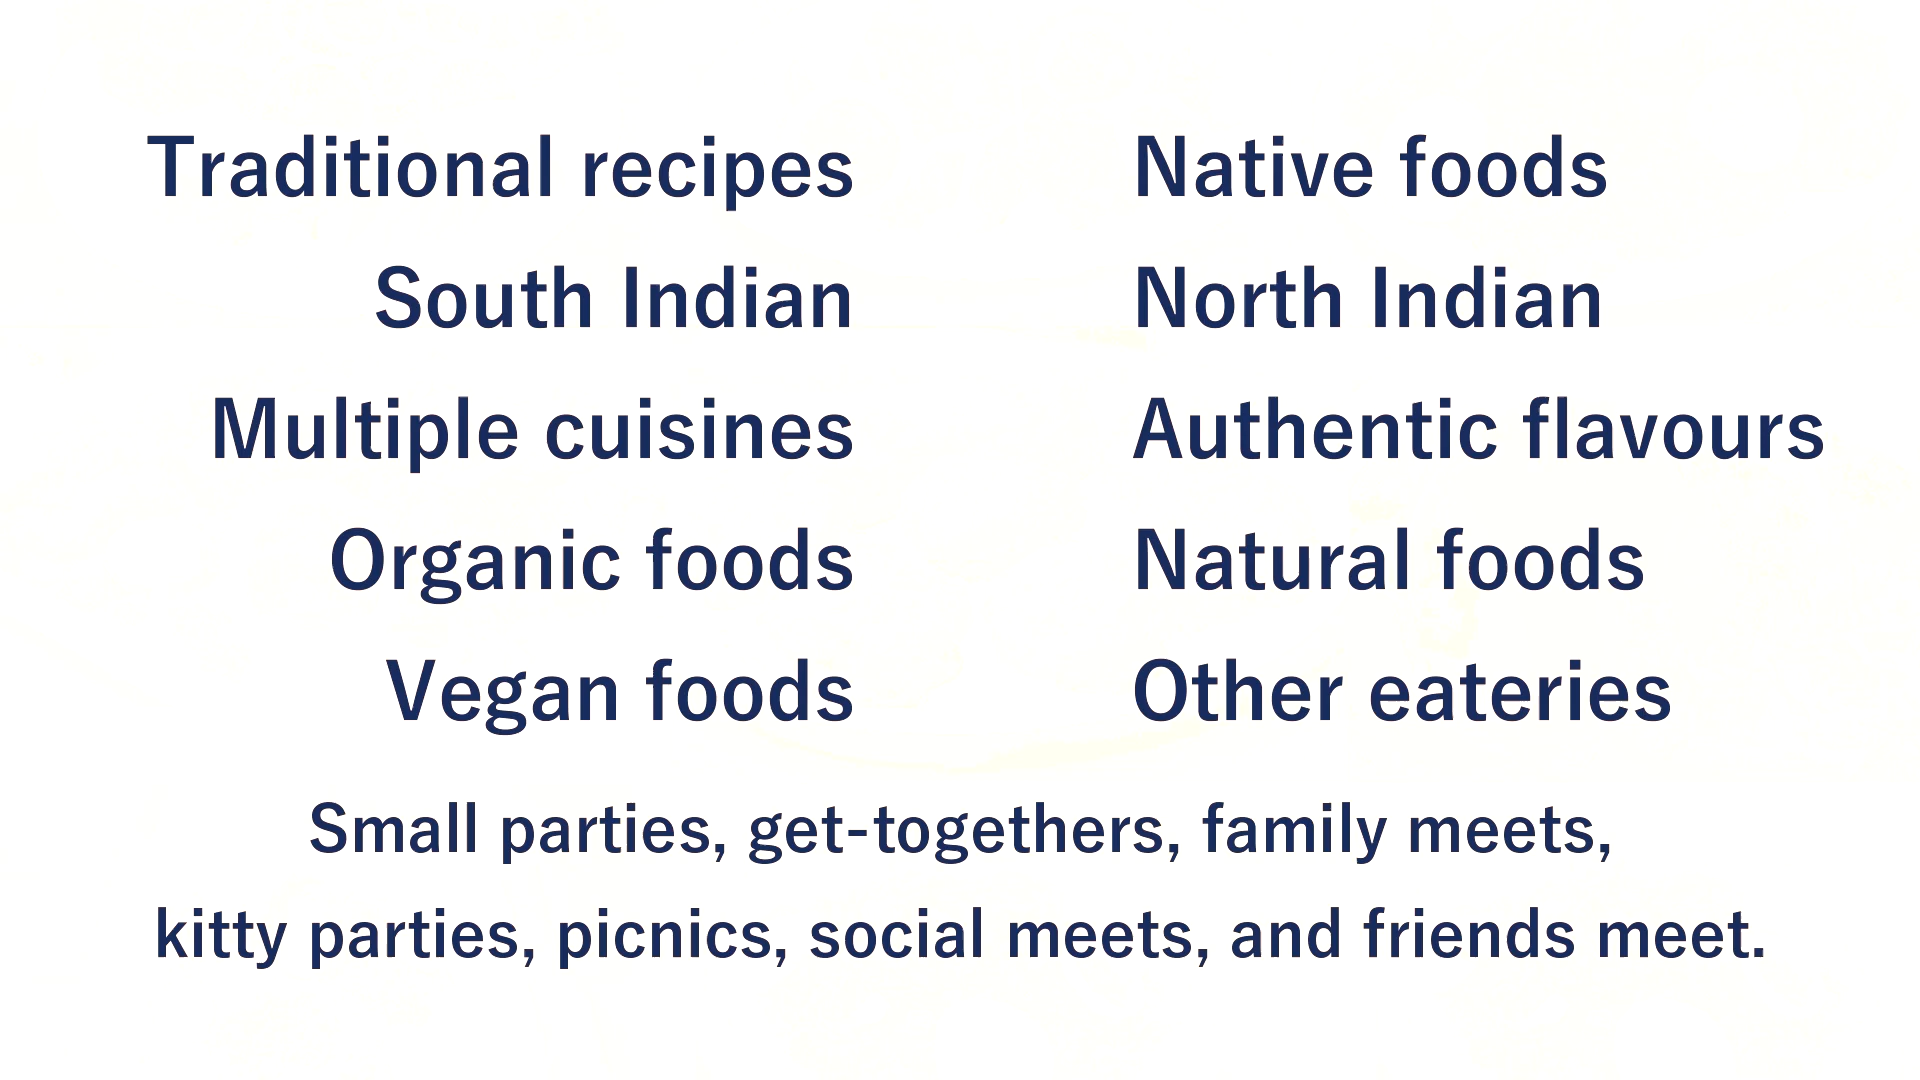 Traditional recipes
Native foods
South Indian
North Indian
Multiple cuisines
Authentic flavours
Organic foods
Natural foods
Vegan foods
Other eateries
Small parties, get-togethers, family meets,
kitty parties, picnics, social meets, and friends meet.